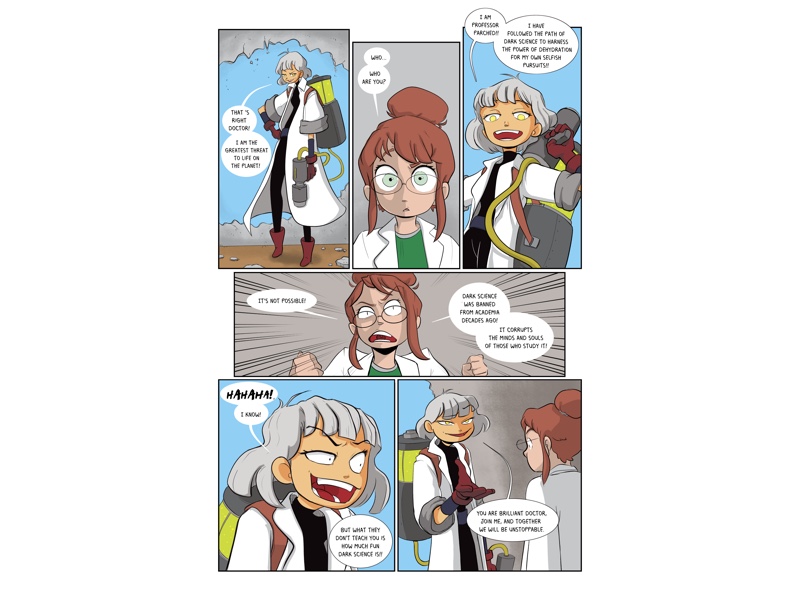 THAT 'S
RIGHT
DOCTOR!
I AM THE
GREATEST THREAT
TO LIFE ON
THE PLANET!
WHO...
WHO
ARE YOU?
I AM
PROFESSOR
PARCHED!!
I HAVE
FOLLOWED THE PATH OF
DARK SCIENCE TO HARNESS
THE POWER OF DEHYDRATION
FOR MY OWN SELFISH
PURSUITS!!
IT'S NOT POSSIBLE!
DARK SCIENCE
WAS BANNED
FROM ACADEMIA
DECADES AGO!
IT CORRUPTS
THE MINDS AND SOULS
OF THOSE WHO STUDY IT!
HAHAHA!
I KNOW!
BUT WHAT THEY
DON'T TEACH YOU IS
HOW MUCH FUN
DARK SCIENCE IS!!
YOU ARE BRILLIANT DOCTOR,
JOIN ME, AND TOGETHER
WE WILL BE UNSTOPPABLE.